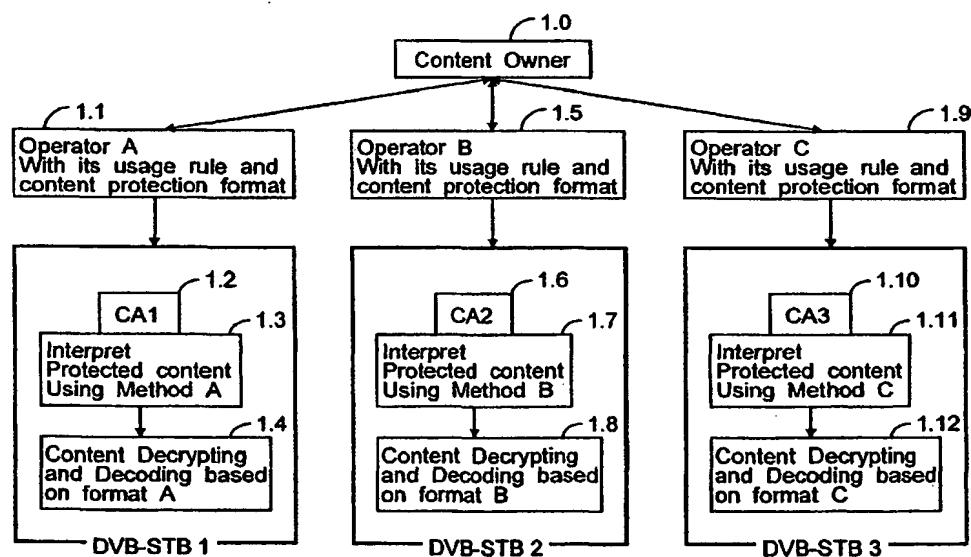 1.0
Content Owner
1.1
Operator A
With its usage rule and
content protection format
1.5
Operator B
With its usage rule and
content protection format
1.9
Operator C
With its usage rule and
content protection format
1.2
CA1
1.3
Interpret
Protected content
Using Method A
1.4
Content Decrypting
and Decoding based
on format A
DVB-STB 1
1.6
CA2
1.7
Interpret
Protected content
Using Method B
1.8
Content Decrypting
and Decoding based
on format B
DVB-STB 2
1.10
CA3
1.11
Interpret
Protected content
Using Method C
1.12
Content Decrypting
and Decoding based
on format C
DVB-STB 3